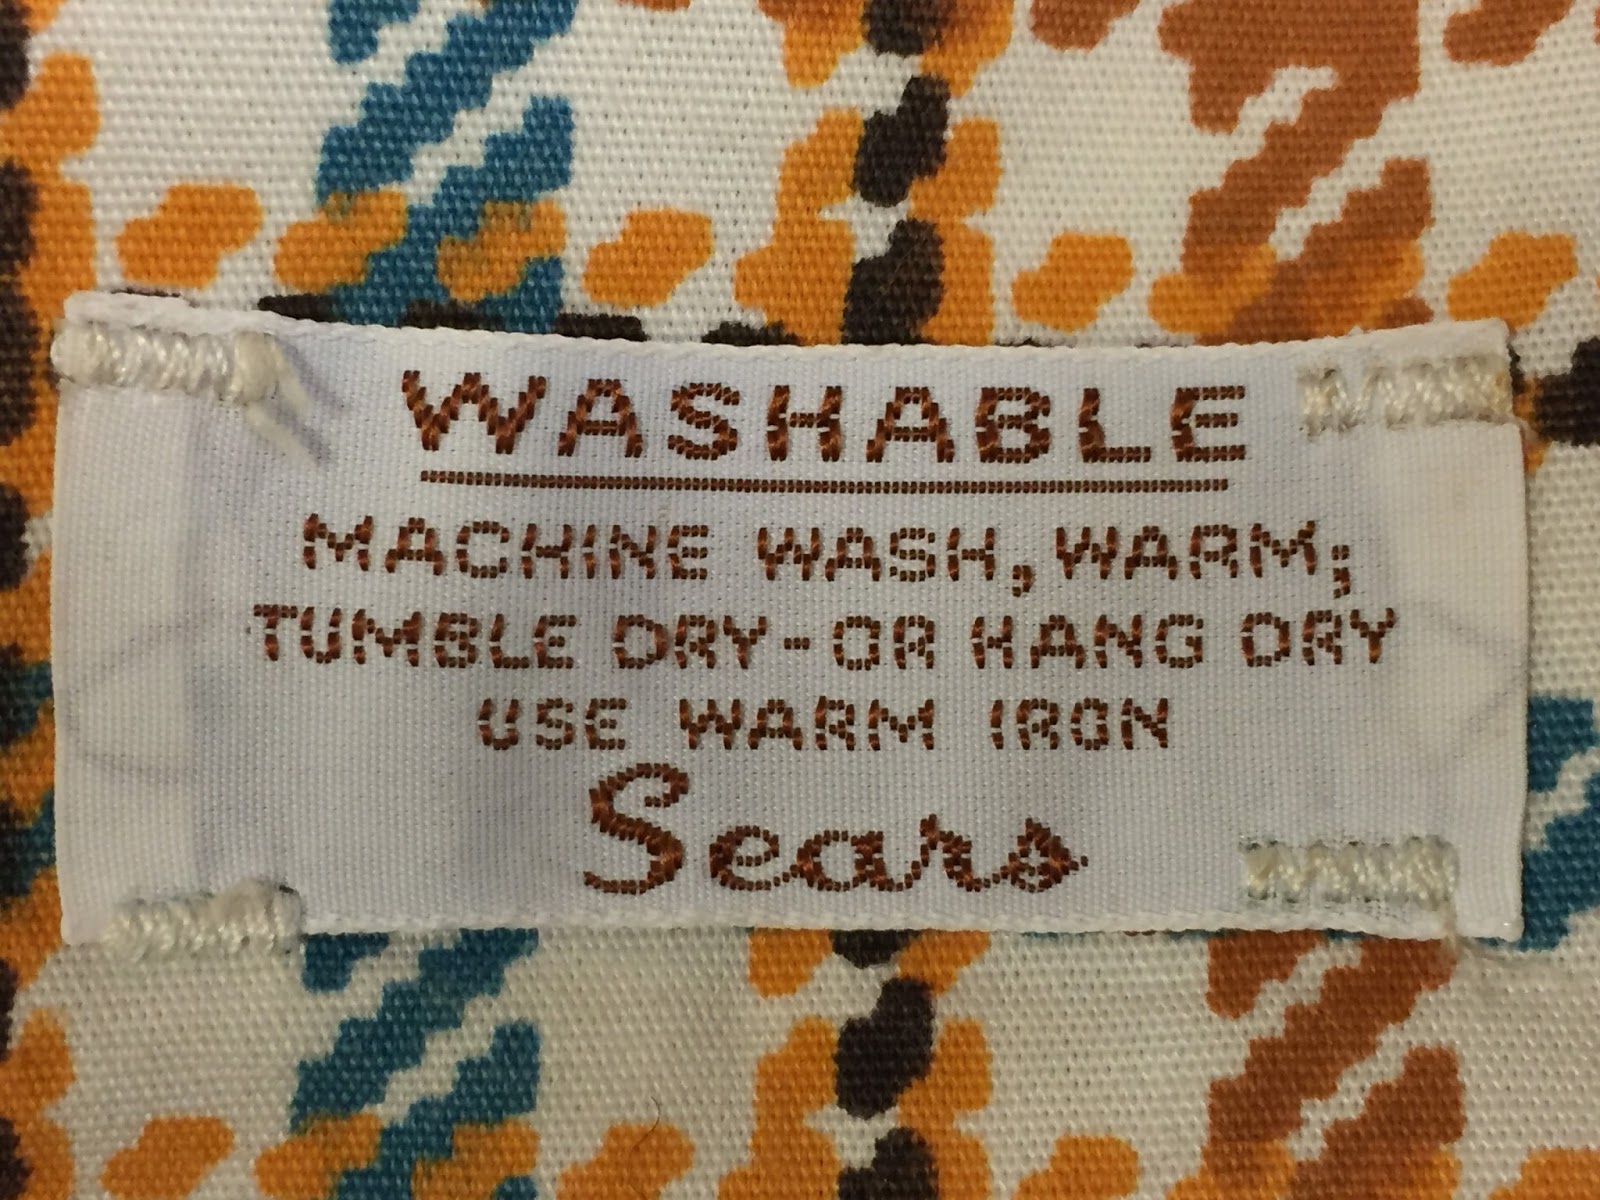 WASHABLE
MACHINE WASH, WARM;
TUMBLE DRY-OR HANG DRY
USE WARM IRON
Sears